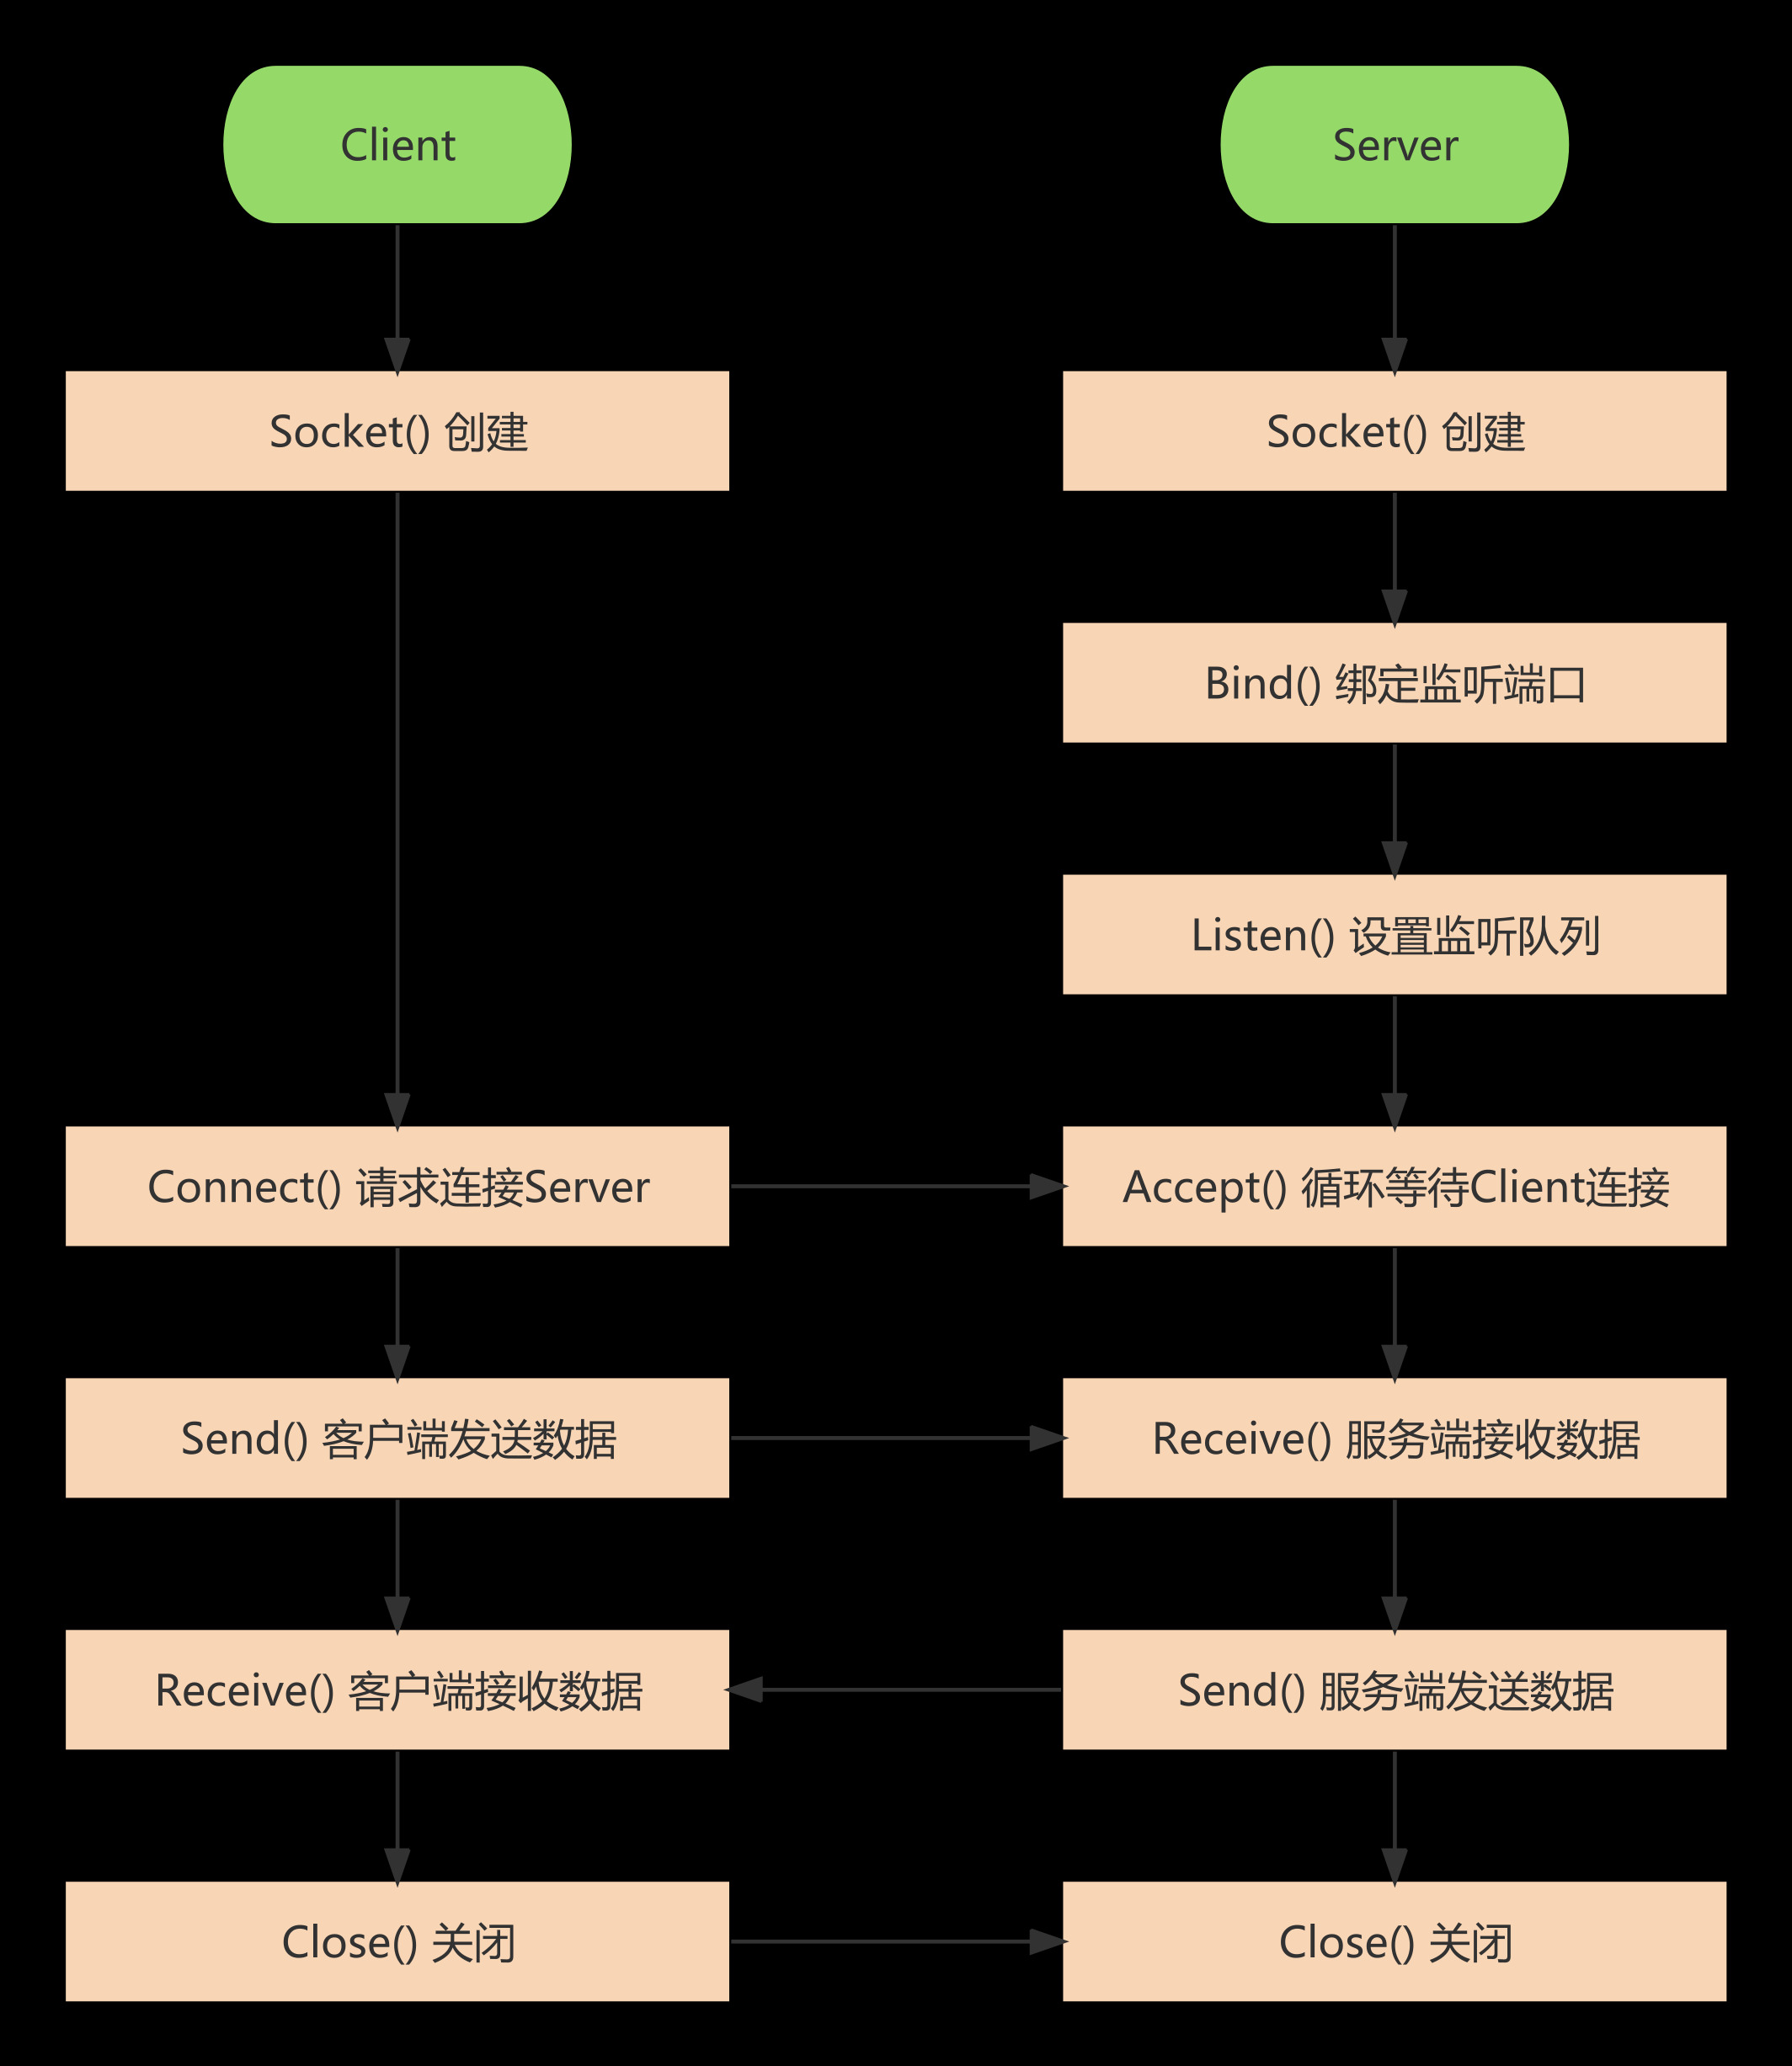 Client
Server
Socket() 创建
Socket() 创建
Bind() 绑定监听端口
Listen() 设置监听队列
Connect() 请求连接Server
Accept() 循环等待Client连接
Send() 客户端发送数据
Receive() 服务端接收数据
Receive() 客户端接收数据
Send() 服务端发送数据
Close() 关闭
Close() 关闭